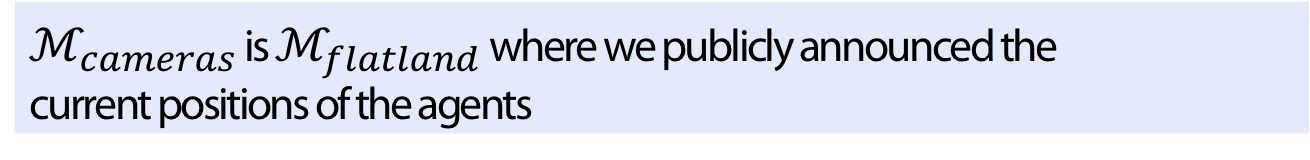 ℳ_cameras is ℳ_flatland where we publicly announced the
current positions of the agents